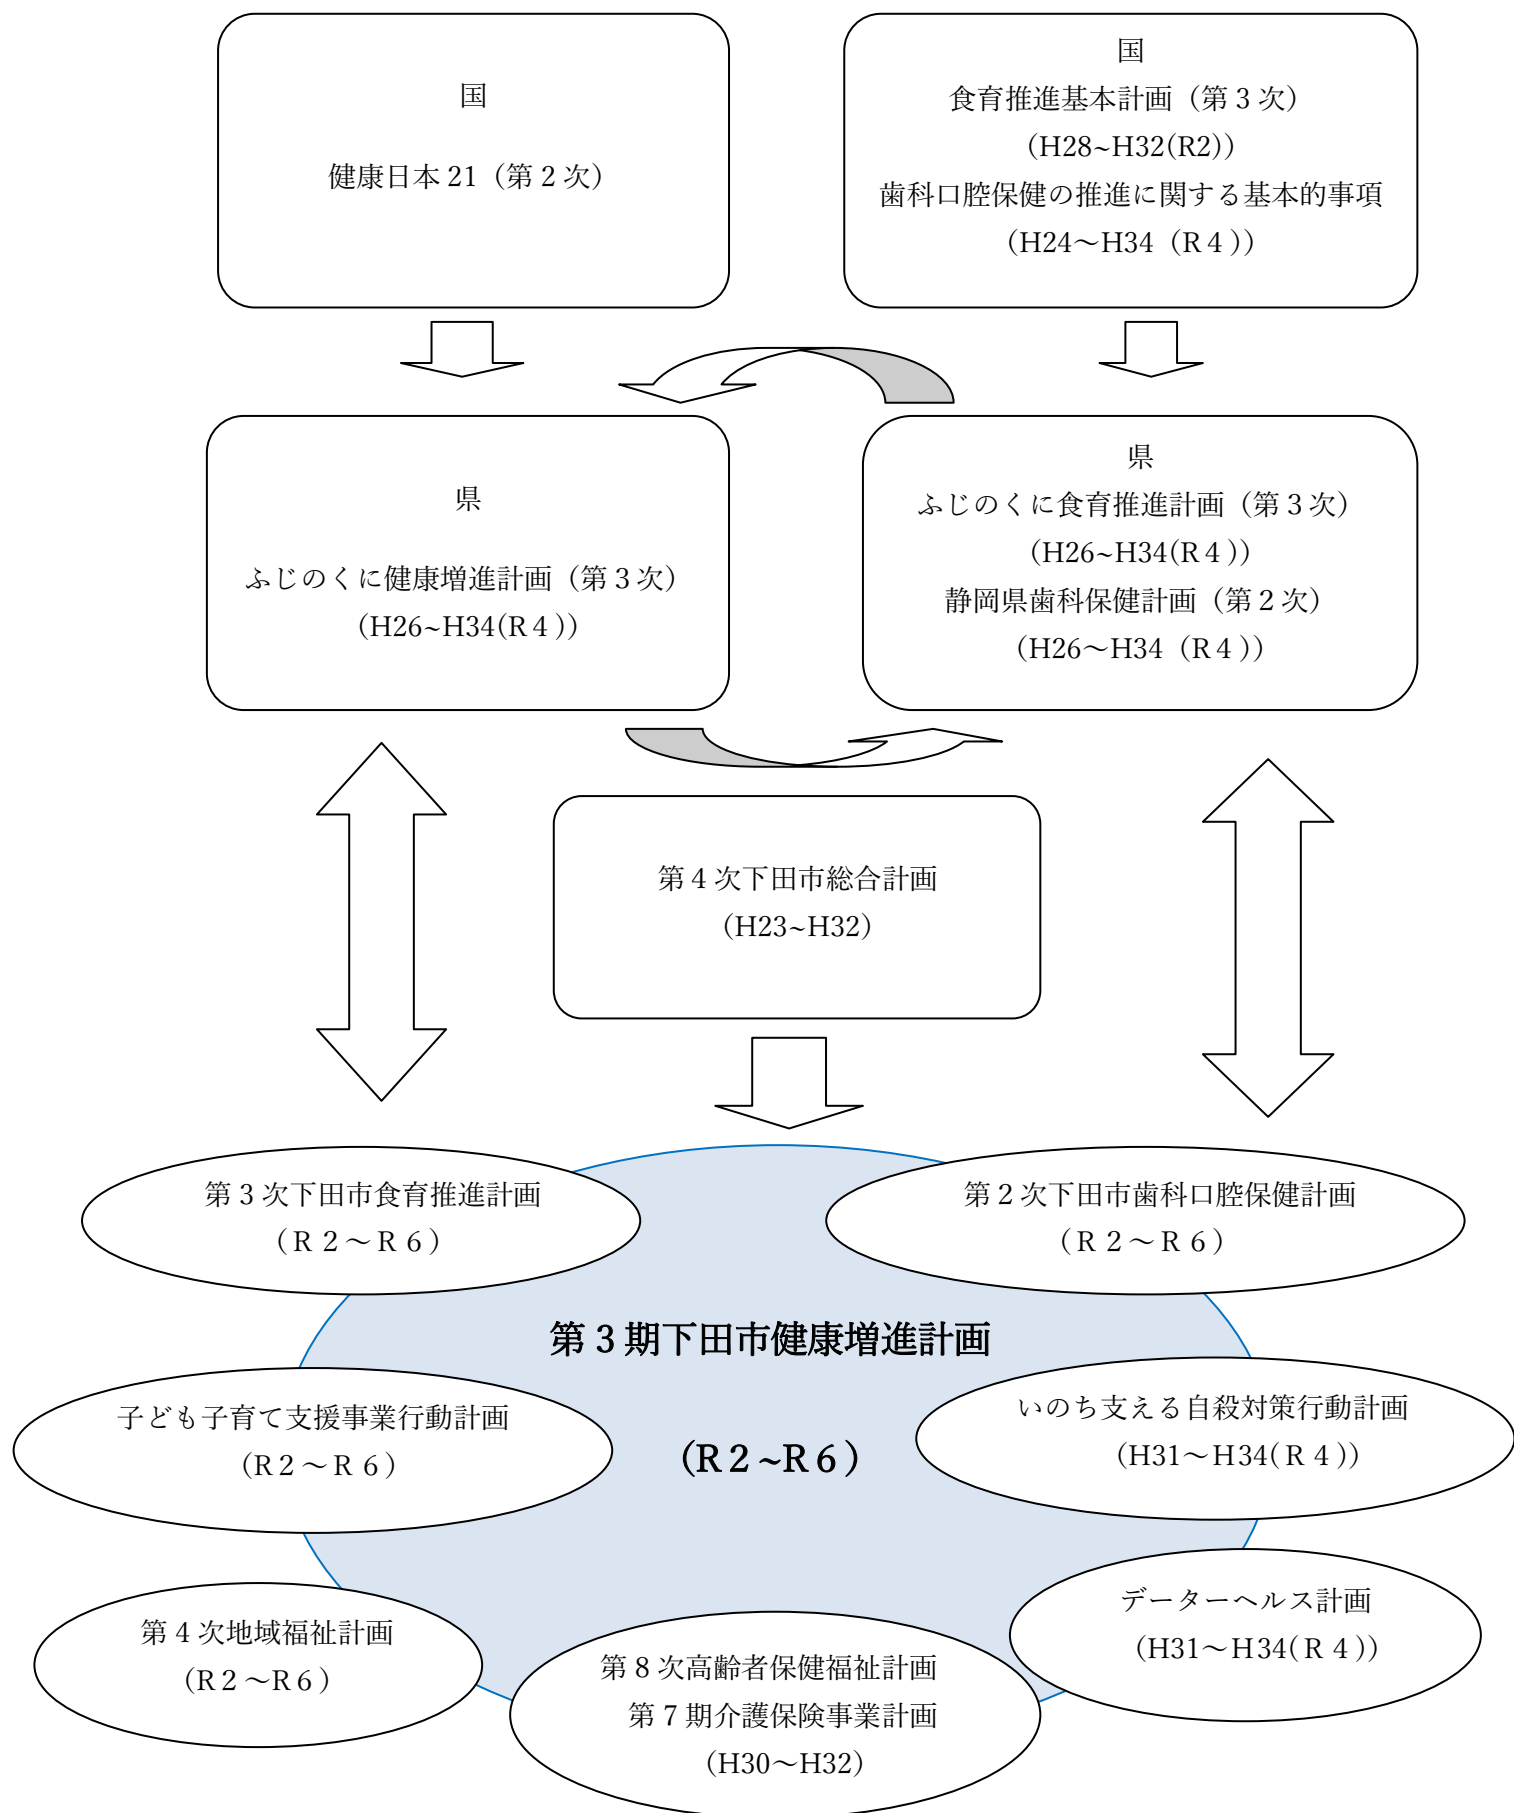 国
健康日本21（第２次）
国
食育推進基本計画（第３次）
（H28~H32(R2)）
歯科口腔保健の推進に関する基本的事項
（H24～H34（R４））
県
ふじのくに健康増進計画（第３次）
（H26~H34(R４)）
県
ふじのくに食育推進計画（第３次）
（H26~H34(R４)）
静岡県歯科保健計画（第２次）
（H26～H34（R４））
第４次下田市総合計画
（H23~H32）
第３次下田市食育推進計画
（Ｒ２～Ｒ６）
第２次下田市歯科口腔保健計画
（Ｒ２～Ｒ６）
第３期下田市健康増進計画
（R２~R６）
子ども子育て支援事業行動計画
（R２～Ｒ６）
いのち支える自殺対策行動計画
（H31～Ｈ34(Ｒ４)）
第４次地域福祉計画
（R２～R６）
データーヘルス計画
（H31～Ｈ34(Ｒ４)）
第８次高齢者保健福祉計画
第７期介護保険事業計画
（H30～H32）